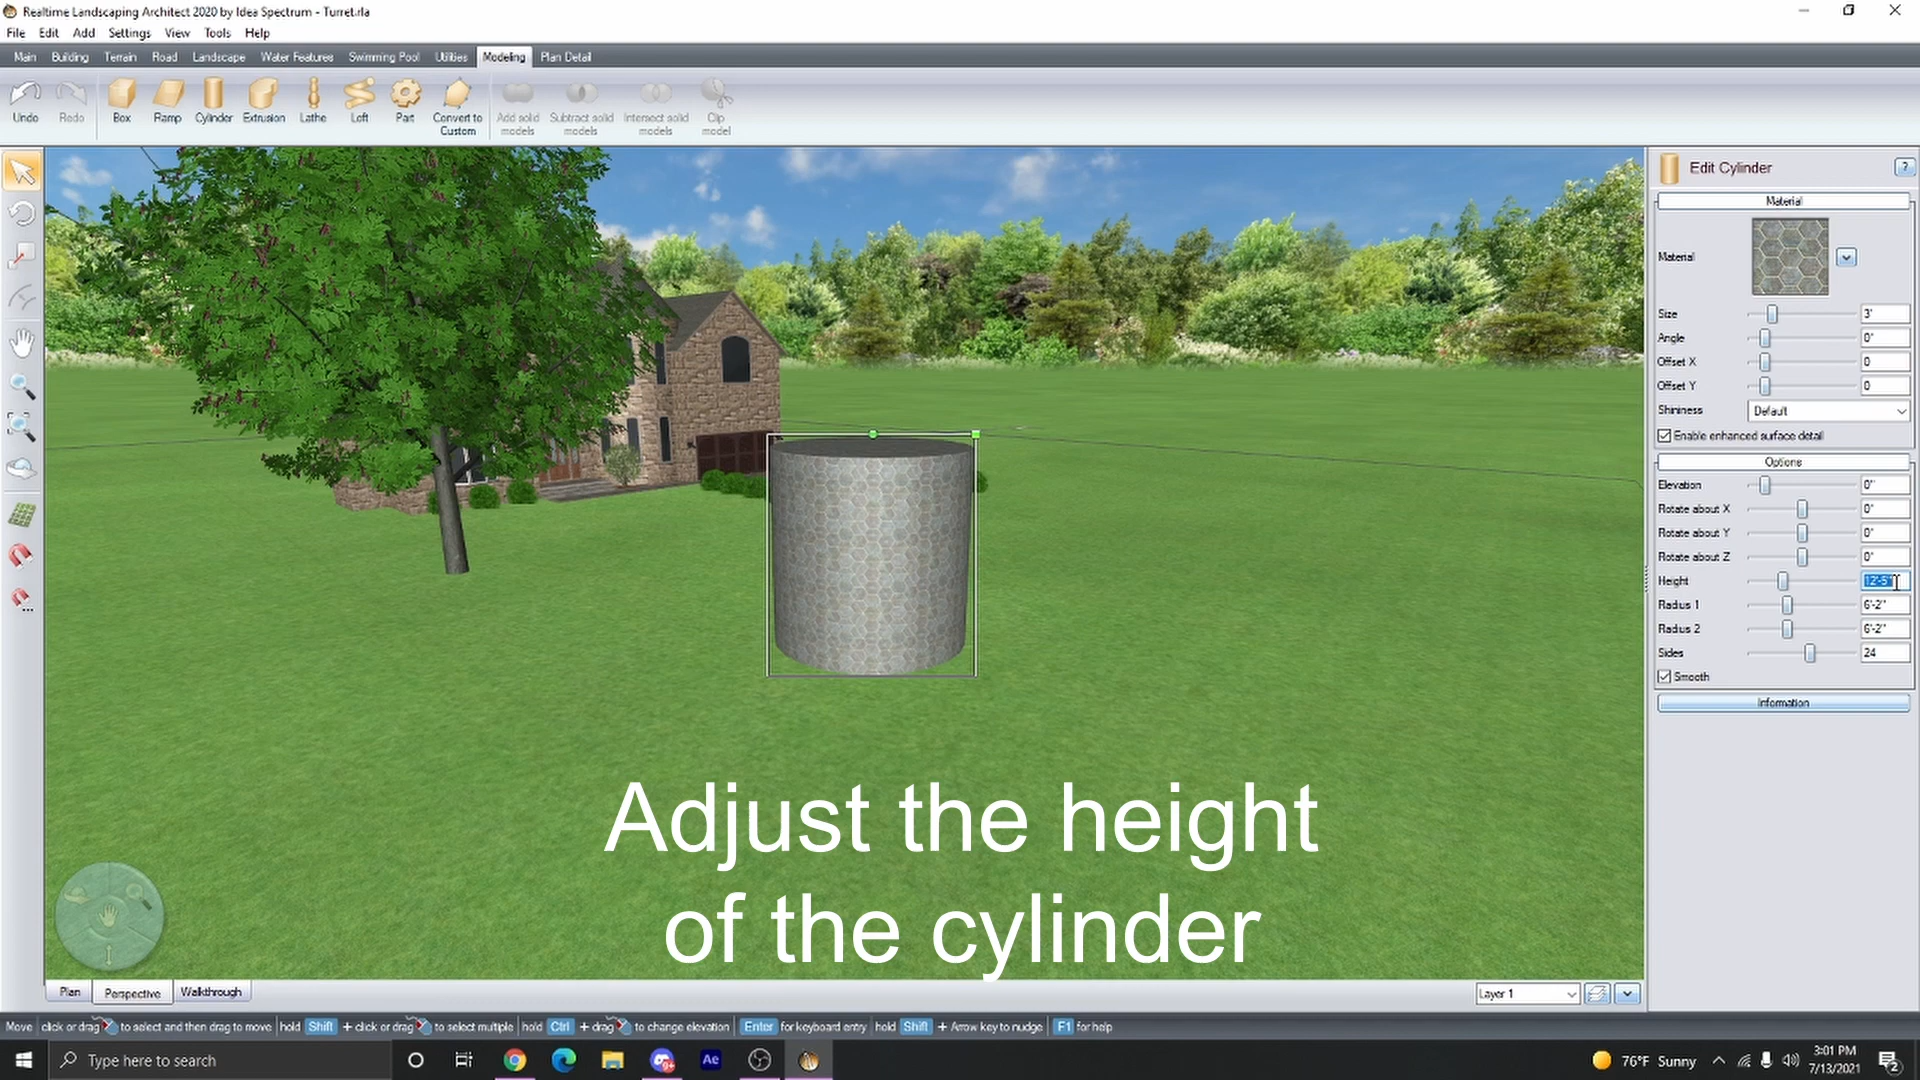 Realtime Landscaping Architect 2020 by Idea Spectrum - Turret.rla
File Edit Add Settings View Tools Help
Main Building Terrain Road Landscape Water Features Swimming Pool Utilities Modeling Plan Detail
Undo Redo Box Ramp Cylinder Extrusion Lathe Loft Part Convert to Custom Add solid models Subtract solid models Intersect solid models Clip model
Edit Cylinder ?
Material
Material
Size 3'
Angle 0°
Offset X 0
Offset Y 0
Shininess Default
Enable enhanced surface detail
Options
Elevation 0"
Rotate about X 0°
Rotate about Y 0°
Rotate about Z 0°
Height 12'-5"
Radius 1 6'-2"
Radius 2 6'-2"
Sides 24
Smooth
Information
Adjust the height
of the cylinder
Plan Perspective Walkthrough Layer 1
Move click or drag to select and then drag to move hold Shift + click or drag to select multiple hold Ctrl + drag to change elevation Enter for keyboard entry hold Shift + Arrow key to nudge F1 for help
Type here to search Ae 9+ 76°F Sunny 3:01 PM
7/13/2021 2